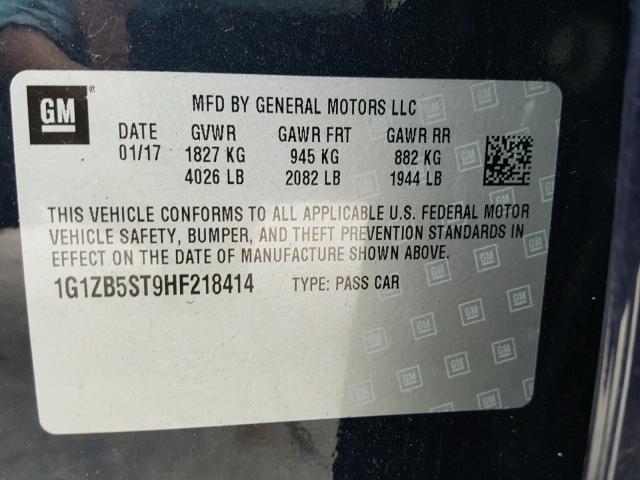 GM
MFD BY GENERAL MOTORS LLC
DATE GVWR GAWR FRT GAWR RR
01/17 1827 KG 945 KG 882 KG
4026 LB 2082 LB 1944 LB
THIS VEHICLE CONFORMS TO ALL APPLICABLE U.S. FEDERAL MOTOR
VEHICLE SAFETY, BUMPER, AND THEFT PREVENTION STANDARDS IN
EFFECT ON THE DATE OF MANUFACTURE SHOWN ABOVE.
1G1ZB5ST9HF218414 TYPE: PASS CAR